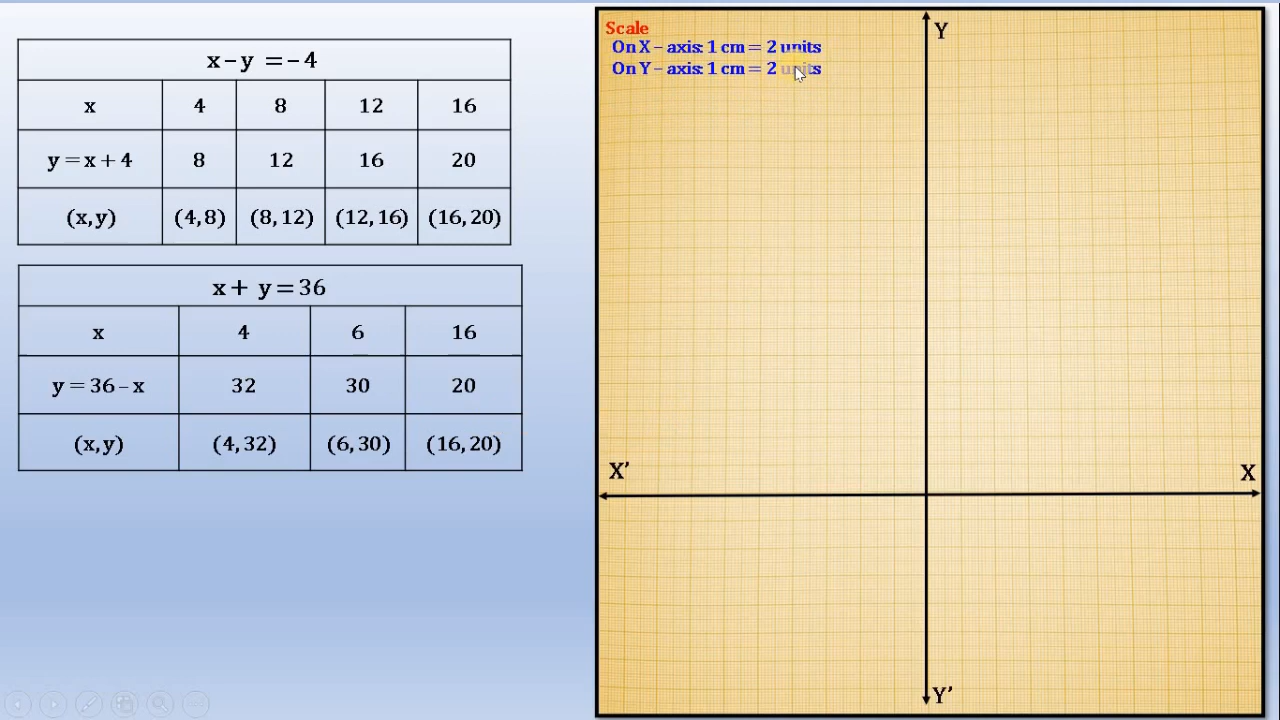 x – y = – 4
x 4 8 12 16
y = x + 4 8 12 16 20
(x, y) (4, 8) (8, 12) (12, 16) (16, 20)
x + y = 36
x 4 6 16
y = 36 – x 32 30 20
(x, y) (4, 32) (6, 30) (16, 20)
Scale
On X – axis: 1 cm = 2 units
On Y – axis: 1 cm = 2 units
Y
X’ X
Y’